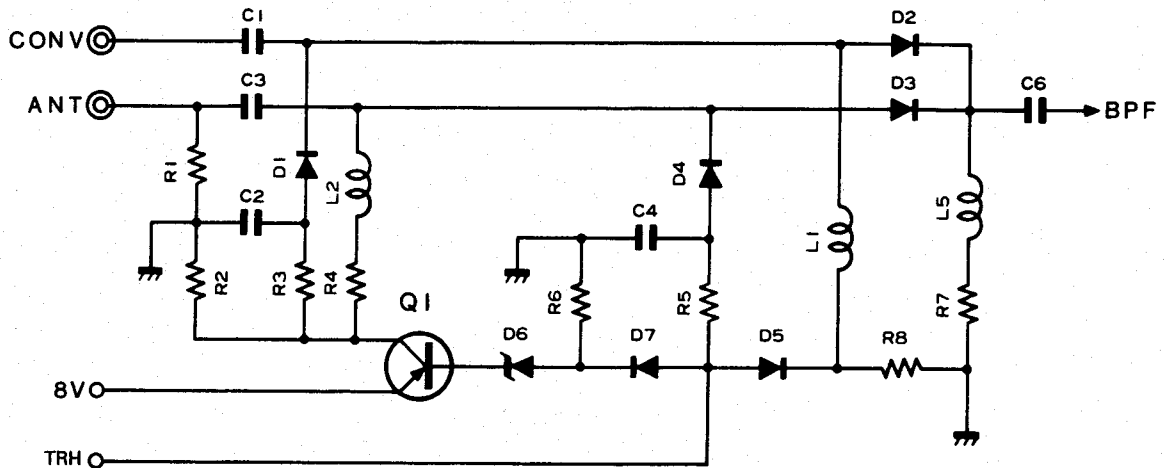 C1
D2
CONV
C3
D3
C6
ANT
BPF
R1
D1
L2
D4
C2
C4
L1
L5
R2
R3
R4
Q1
R6
R5
R7
D6
D7
D5
R8
8V
TRH